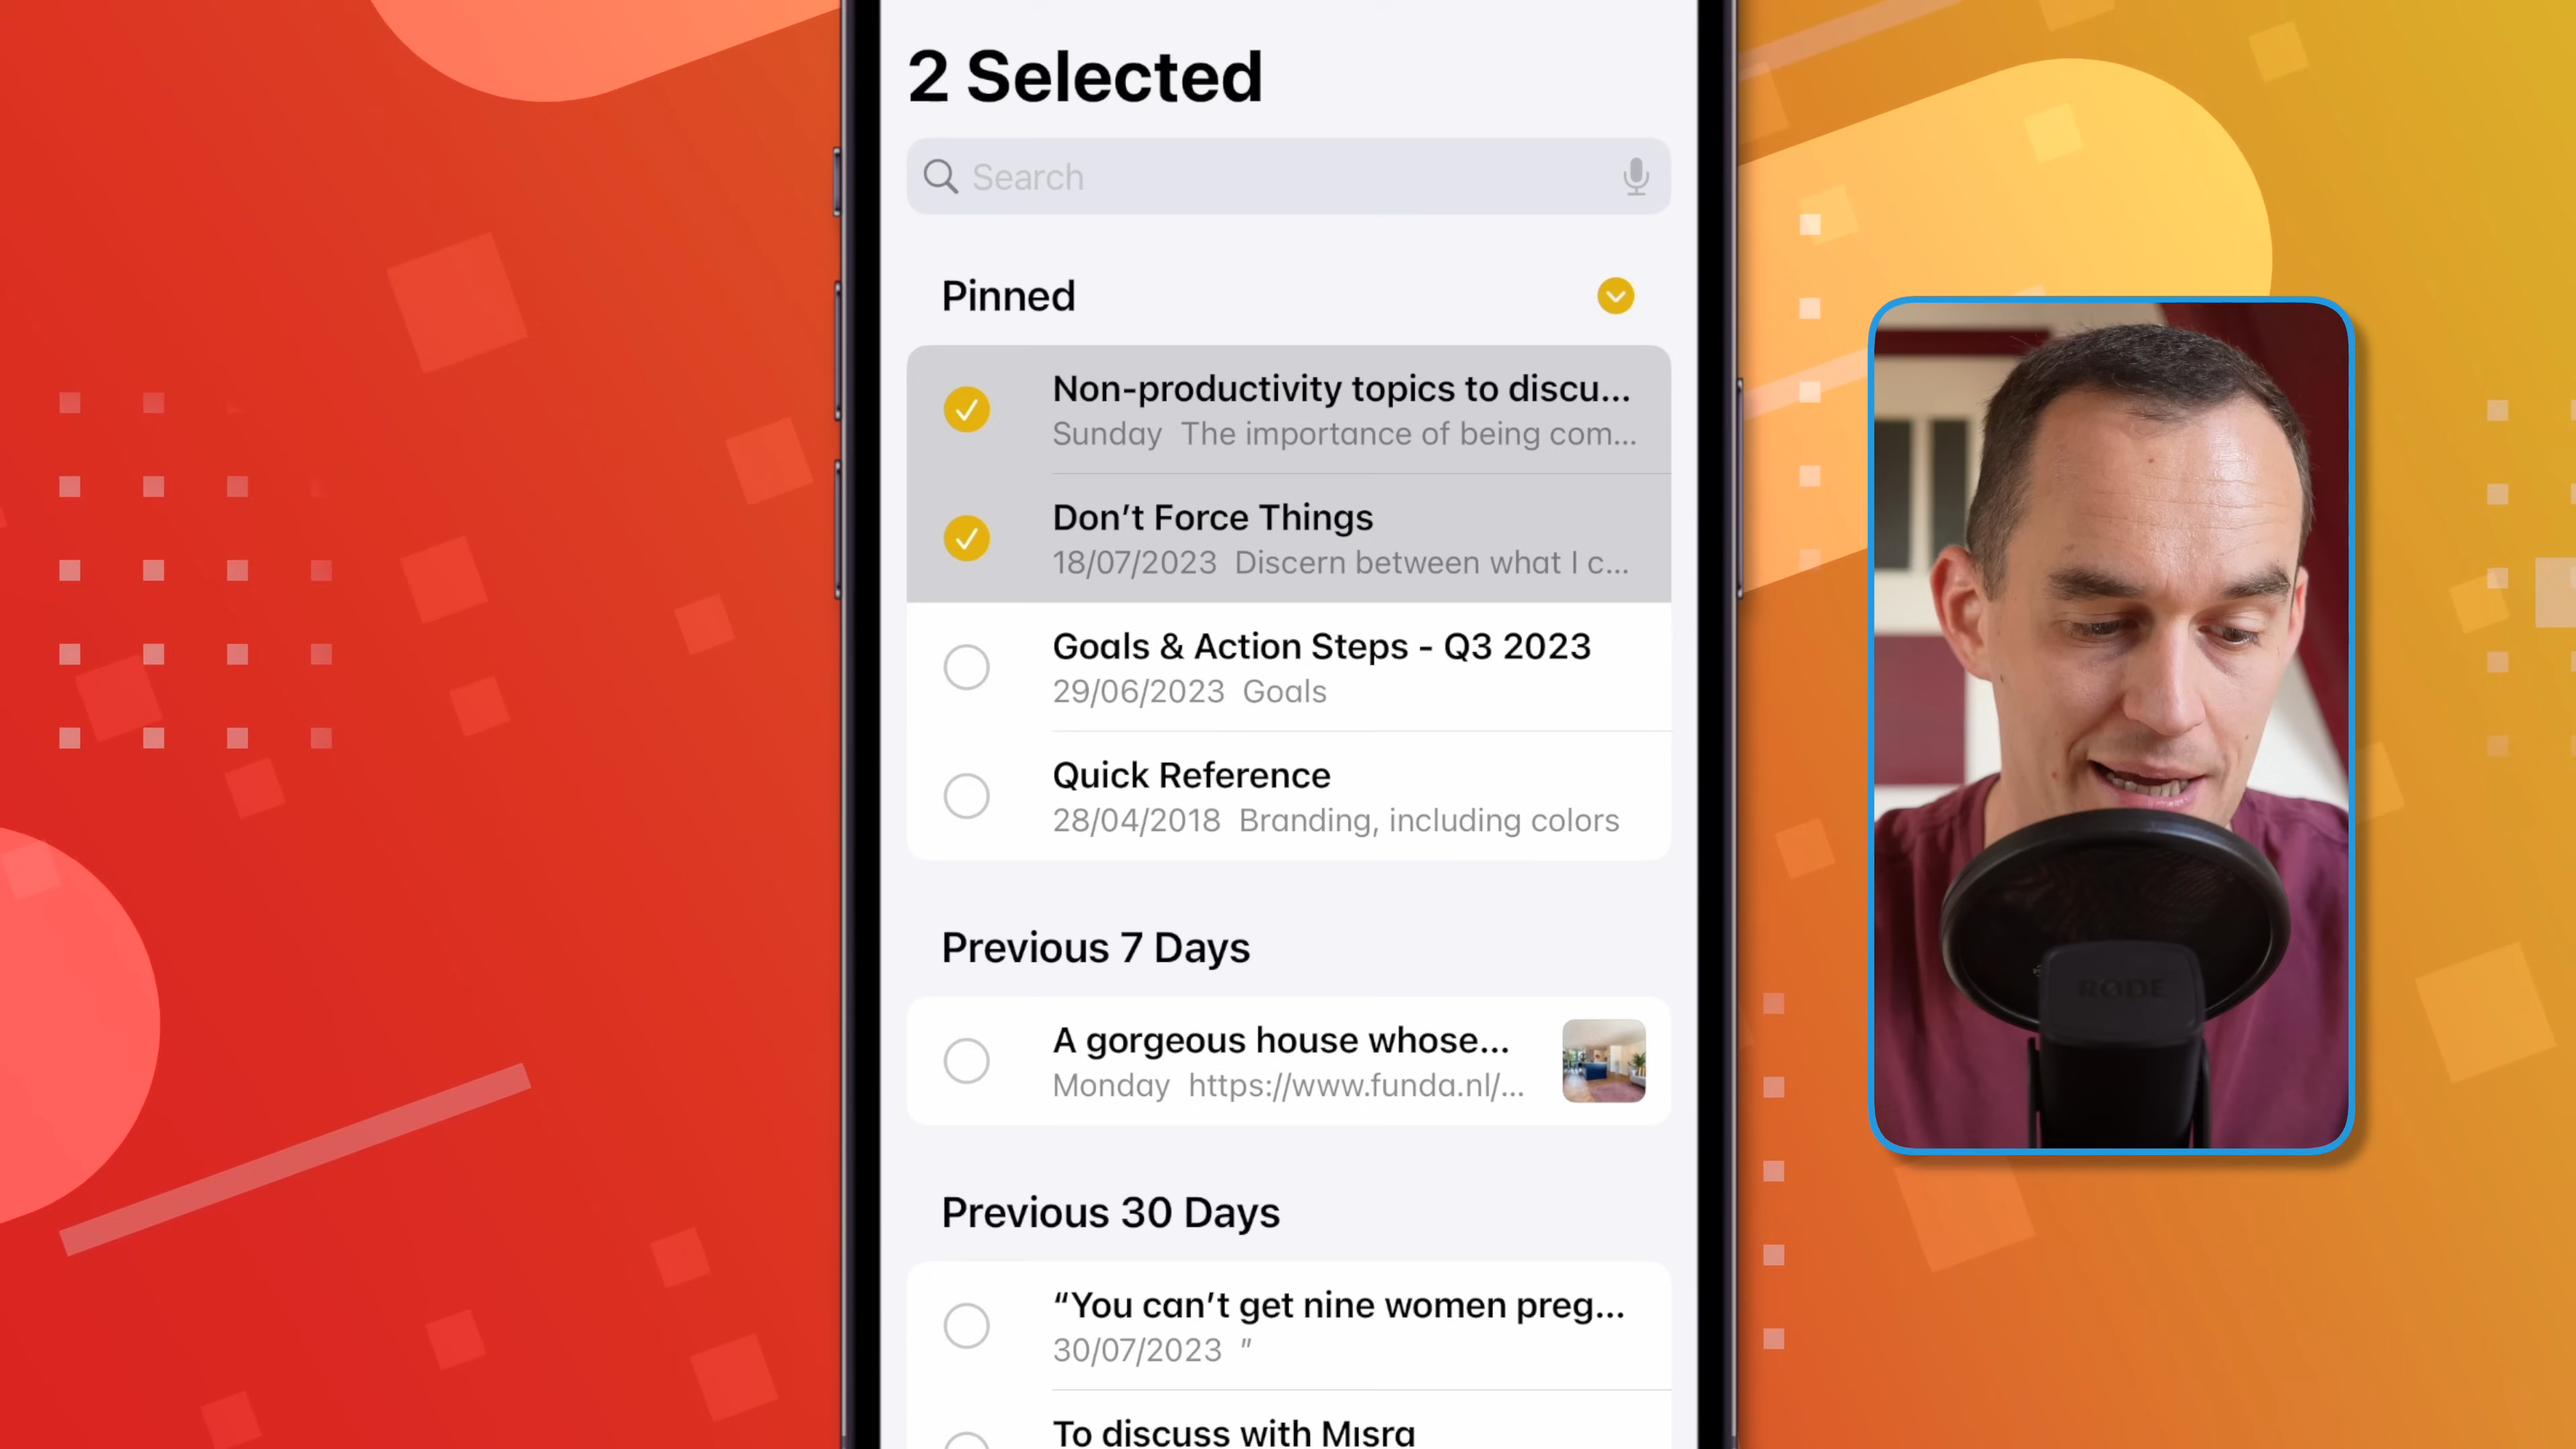 2 Selected
Search
Pinned
Non-productivity topics to discu...
Sunday The importance of being com...
Don’t Force Things
18/07/2023 Discern between what I c...
Goals & Action Steps - Q3 2023
29/06/2023 Goals
Quick Reference
28/04/2018 Branding, including colors
Previous 7 Days
A gorgeous house whose...
Monday https://www.funda.nl/...
Previous 30 Days
“You can’t get nine women preg...
30/07/2023 ”
To discuss with Mısra
RØDE